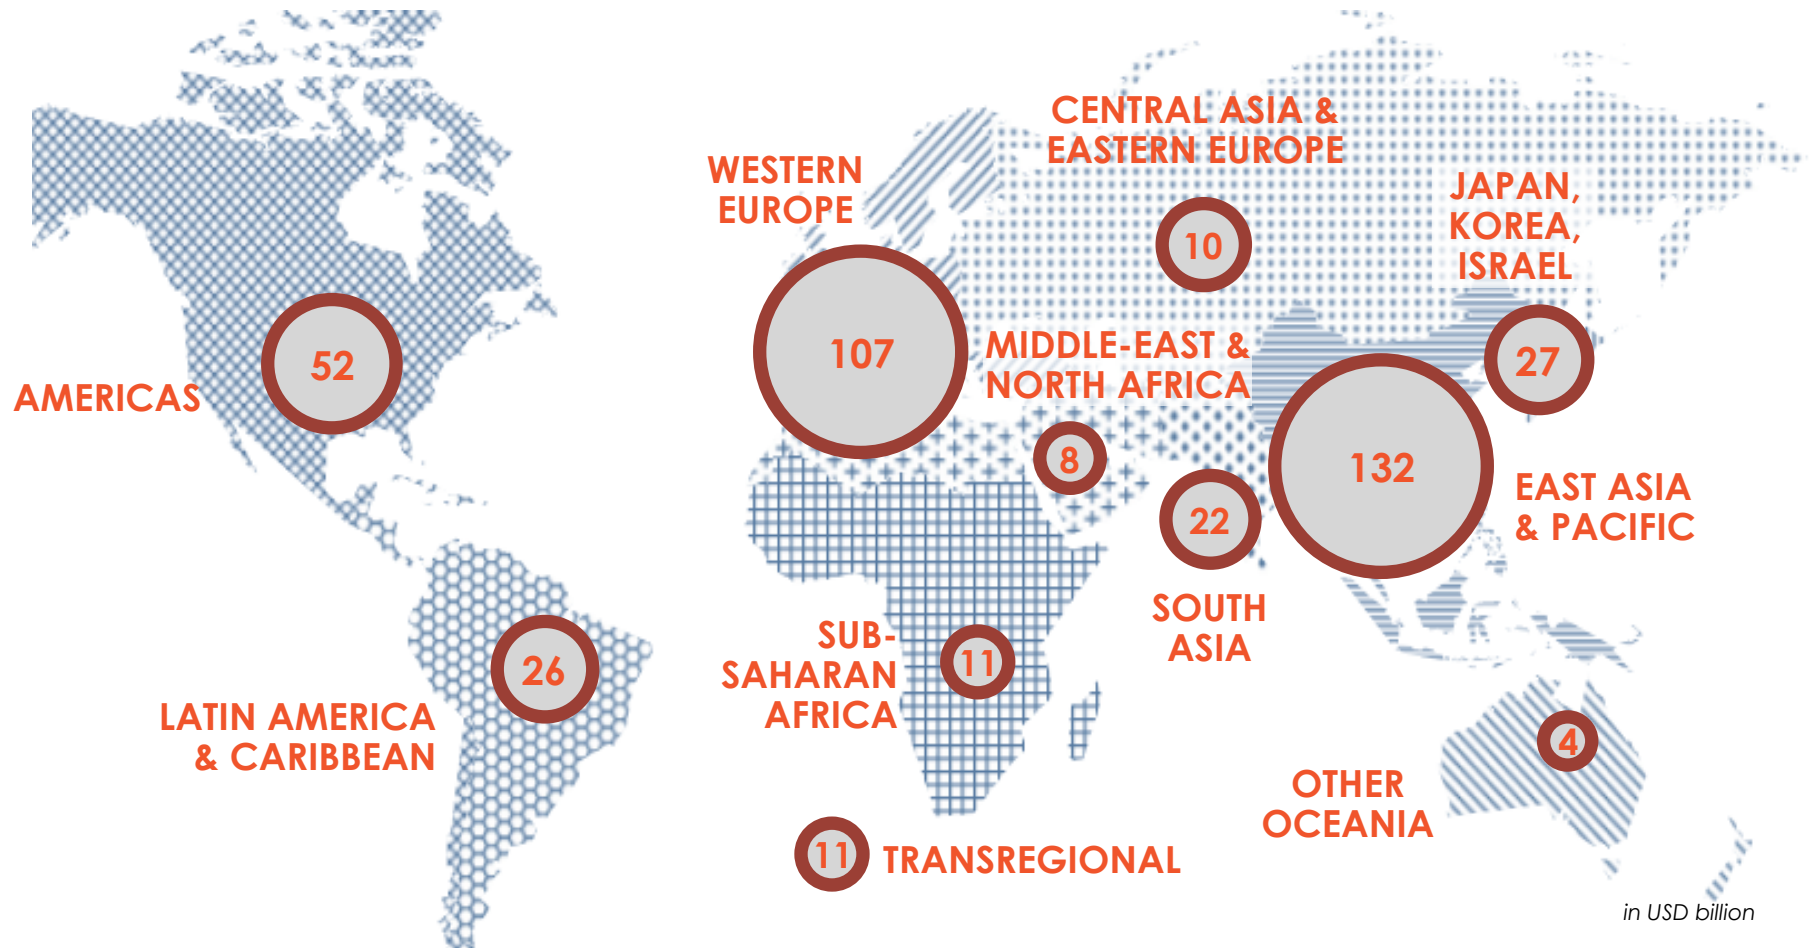 CENTRAL ASIA &
EASTERN EUROPE
10
WESTERN
EUROPE
107
JAPAN,
KOREA,
ISRAEL
27
AMERICAS
52
MIDDLE-EAST &
NORTH AFRICA
8
132
EAST ASIA
& PACIFIC
22
SOUTH
ASIA
SUB-
SAHARAN
AFRICA
11
26
LATIN AMERICA
& CARIBBEAN
4
OTHER
OCEANIA
11
TRANSREGIONAL
in USD billion